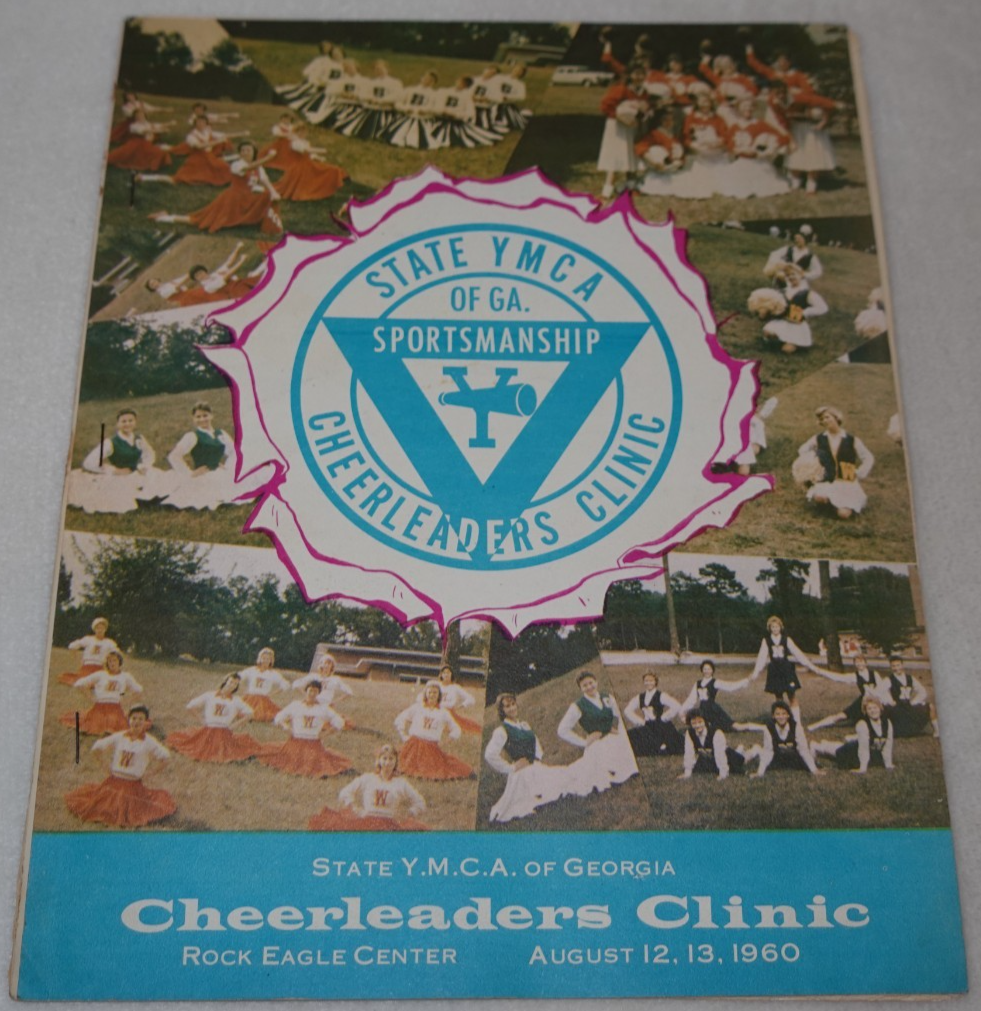 STATE YMCA
OF GA.
SPORTSMANSHIP
Y
CHEERLEADERS CLINIC
W
W
W
W
W
W
STATE Y.M.C.A. OF GEORGIA
Cheerleaders Clinic
ROCK EAGLE CENTER AUGUST 12, 13, 1960